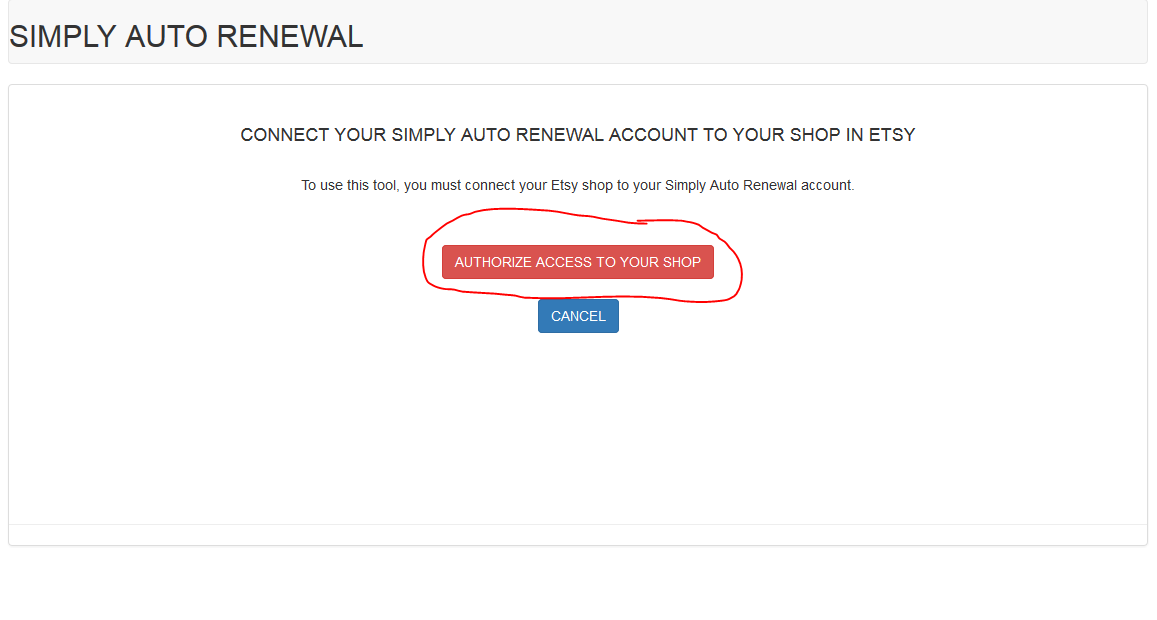 SIMPLY AUTO RENEWAL
CONNECT YOUR SIMPLY AUTO RENEWAL ACCOUNT TO YOUR SHOP IN ETSY
To use this tool, you must connect your Etsy shop to your Simply Auto Renewal account.
AUTHORIZE ACCESS TO YOUR SHOP
CANCEL